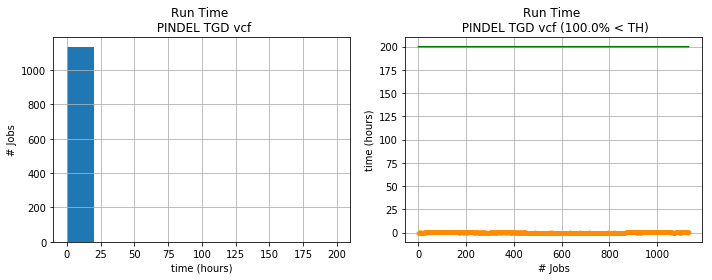 Run Time
PINDEL TGD vcf
# Jobs
1000
800
600
400
200
0
0 25 50 75 100 125 150 175 200
time (hours)
Run Time
PINDEL TGD vcf (100.0% < TH)
time (hours)
200
175
150
125
100
75
50
25
0
0 200 400 600 800 1000
# Jobs